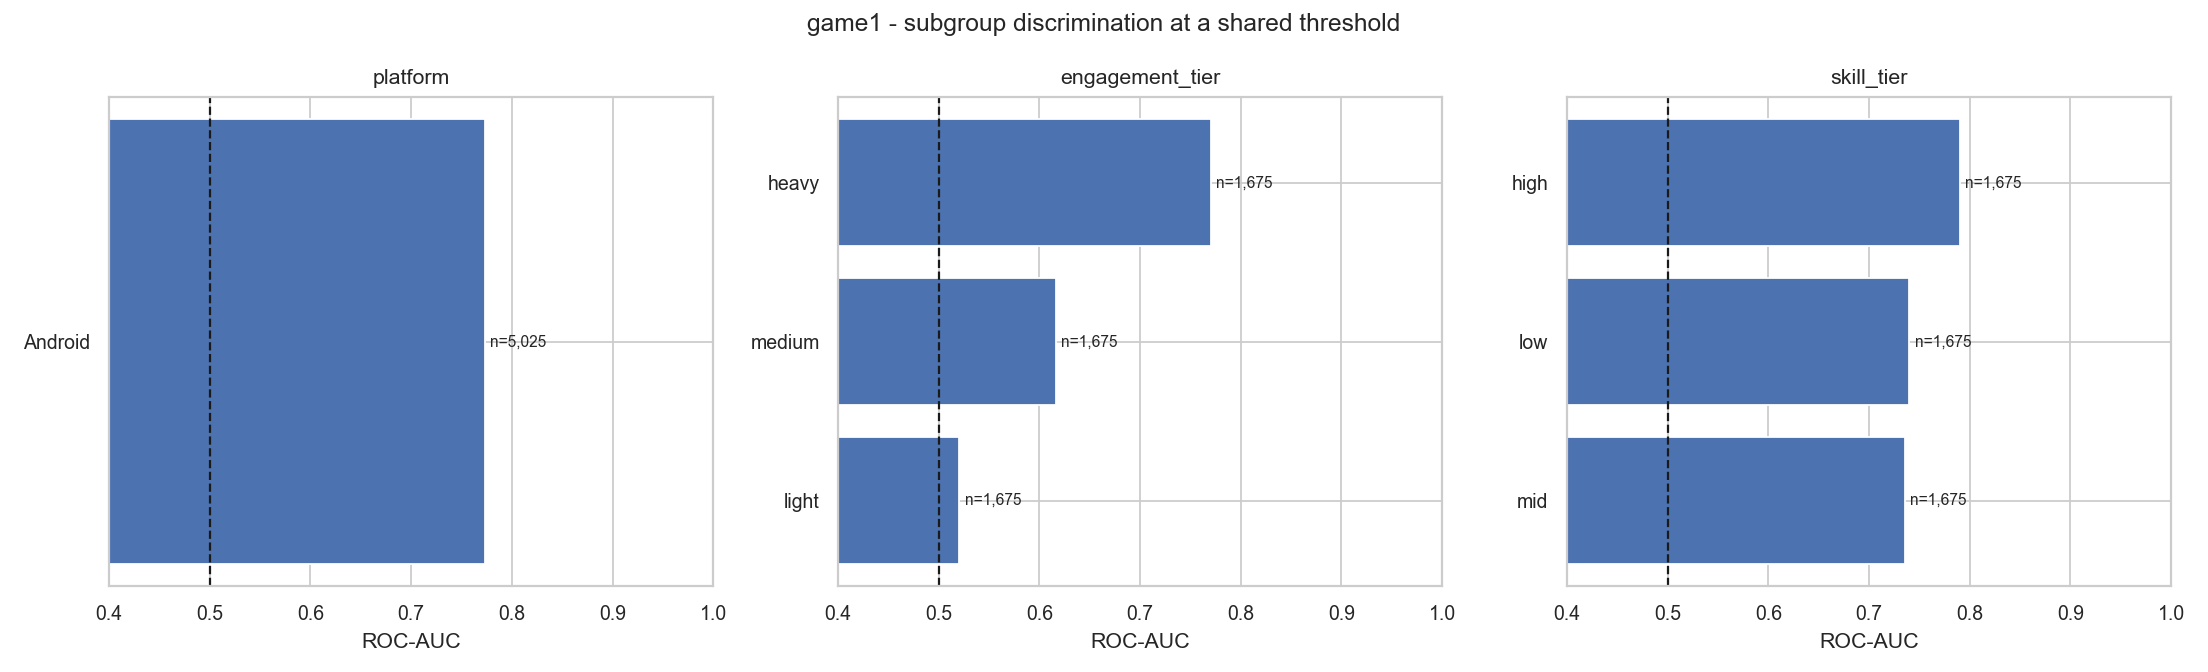 game1 - subgroup discrimination at a shared threshold
platform
Android
n=5,025
0.4 0.5 0.6 0.7 0.8 0.9 1.0
ROC-AUC
engagement_tier
heavy
n=1,675
medium
n=1,675
light
n=1,675
0.4 0.5 0.6 0.7 0.8 0.9 1.0
ROC-AUC
skill_tier
high
n=1,675
low
n=1,675
mid
n=1,675
0.4 0.5 0.6 0.7 0.8 0.9 1.0
ROC-AUC